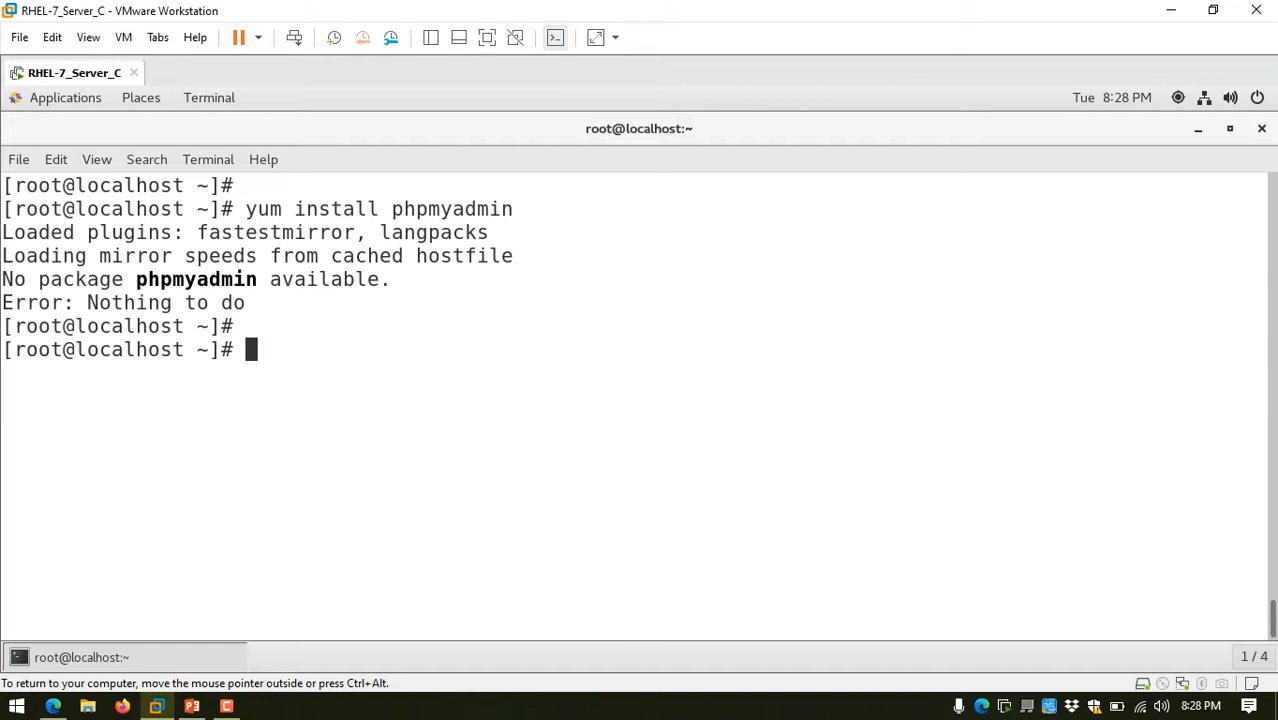 RHEL-7_Server_C - VMware Workstation
File Edit View VM Tabs Help
RHEL-7_Server_C
Applications Places Terminal Tue 8:28 PM
root@localhost:~
File Edit View Search Terminal Help
[root@localhost ~]#
[root@localhost ~]# yum install phpmyadmin
Loaded plugins: fastestmirror, langpacks
Loading mirror speeds from cached hostfile
No package phpmyadmin available.
Error: Nothing to do
[root@localhost ~]#
[root@localhost ~]#
root@localhost:~ 1 / 4
To return to your computer, move the mouse pointer outside or press Ctrl+Alt.
8:28 PM